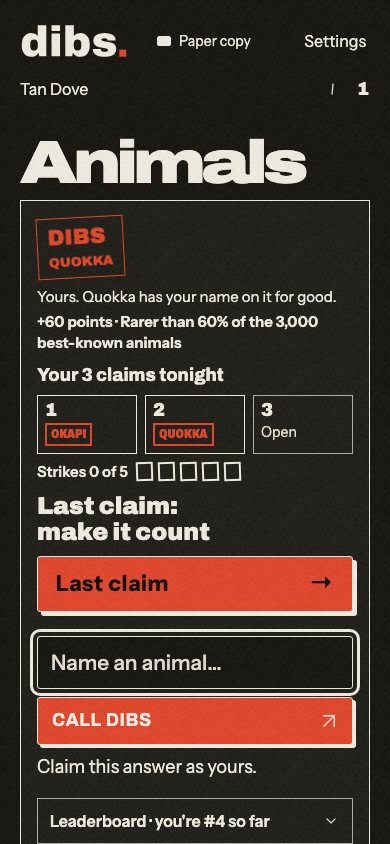 dibs.
Paper copy
Settings
Tan Dove
/ 1
Animals
DIBS
QUOKKA
Yours. Quokka has your name on it for good.
+60 points · Rarer than 60% of the 3,000
best-known animals
Your 3 claims tonight
1
OKAPI
2
QUOKKA
3
Open
Strikes 0 of 5
Last claim:
make it count
Last claim →
Name an animal...
CALL DIBS ↗
Claim this answer as yours.
Leaderboard · you're #4 so far